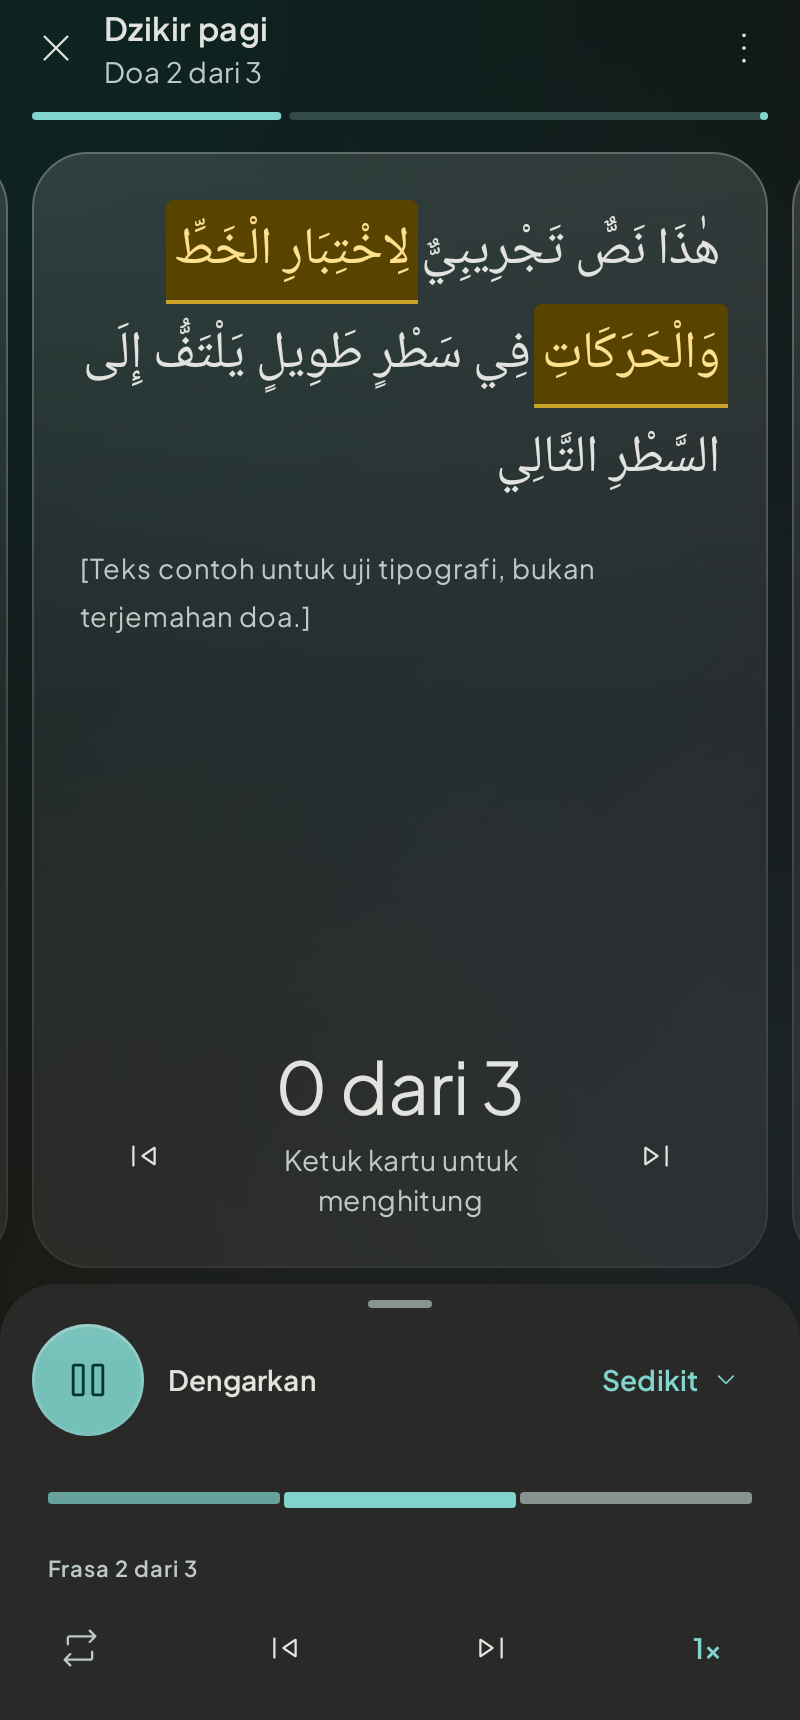 Dzikir pagi
Doa 2 dari 3
هٰذَا نَصٌّ تَجْرِيبِيٌّ لِاخْتِبَارِ الْخَطِّ
وَالْحَرَكَاتِ فِي سَطْرٍ طَوِيلٍ يَلْتَفُّ إِلَى
السَّطْرِ التَّالِي
[Teks contoh untuk uji tipografi, bukan
terjemahan doa.]
0 dari 3
Ketuk kartu untuk
menghitung
Dengarkan
Sedikit
Frasa 2 dari 3
1×